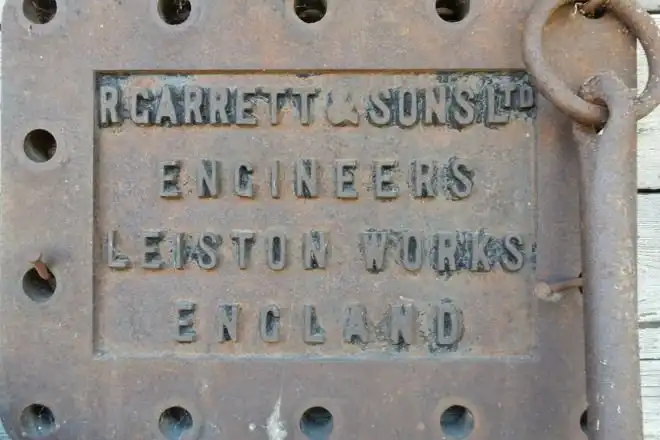 R GARRETT & SONS LTD
ENGINEERS
LEISTON WORKS
ENGLAND